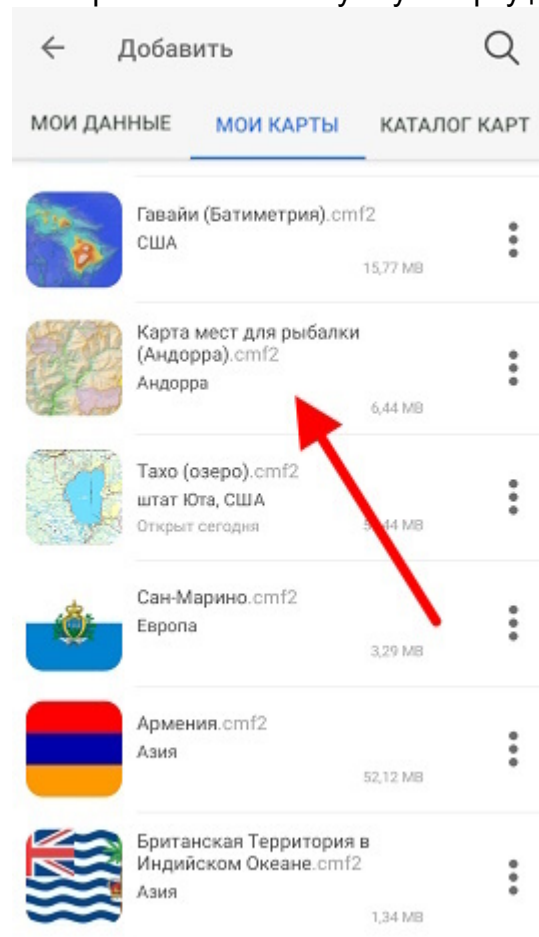 Добавить
МОИ ДАННЫЕ МОИ КАРТЫ КАТАЛОГ КАРТ
Гавайи (Батиметрия).cmf2
США
15,77 MB
Карта мест для рыбалки
(Андорра).cmf2
Андорра
6,44 MB
Тахо (озеро).cmf2
штат Юта, США
Открыт сегодня
44 MB
Сан-Марино.cmf2
Европа
3,29 MB
Армения.cmf2
Азия
52,12 MB
Британская Территория в
Индийском Океане.cmf2
Азия
1,34 MB